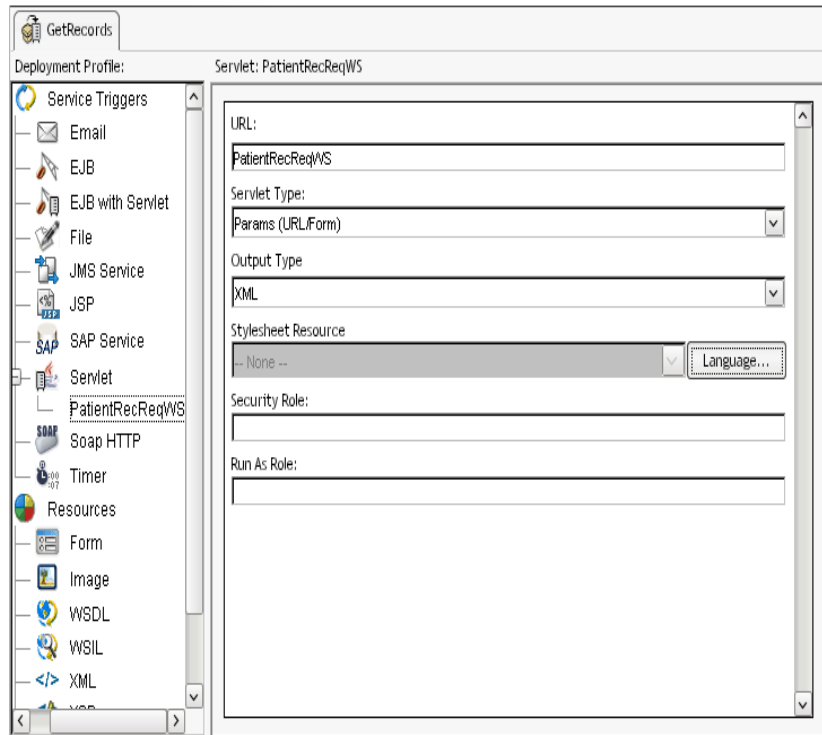 GetRecords
Deployment Profile:
Servlet: PatientRecReqWS
Service Triggers
Email
EJB
EJB with Servlet
File
JMS Service
JSP
SAP Service
Servlet
PatientRecReqWS
Soap HTTP
Timer
Resources
Form
Image
WSDL
WSIL
XML
URL:
PatientRecReqWS
Servlet Type:
Params (URL/Form)
Output Type
XML
Stylesheet Resource
-- None --
Language...
Security Role:
Run As Role: